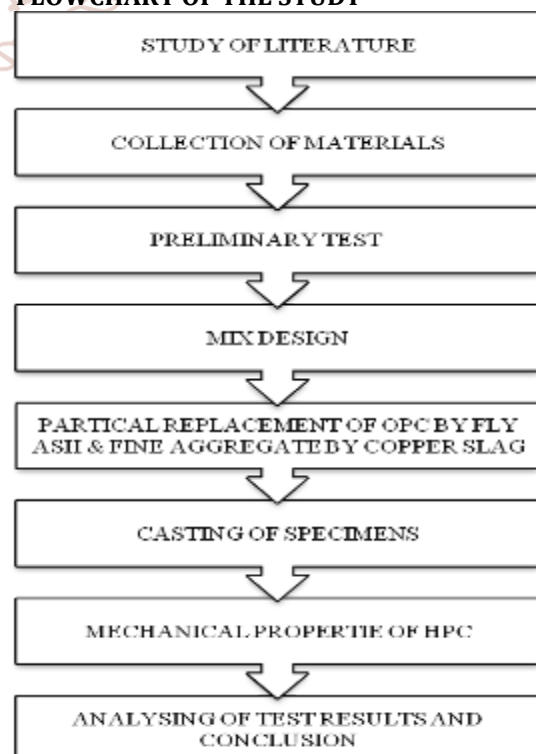 FLOWCHART OF THE STUDY
STUDY OF LITERATURE
COLLECTION OF MATERIALS
PRELIMINARY TEST
MIX DESIGN
PARTICAL REPLACEMENT OF OPC BY FLY
ASH & FINE AGGREGATE BY COPPER SLAG
CASTING OF SPECIMENS
MECHANICAL PROPERTIE OF HPC
ANALYSING OF TEST RESULTS AND
CONCLUSION